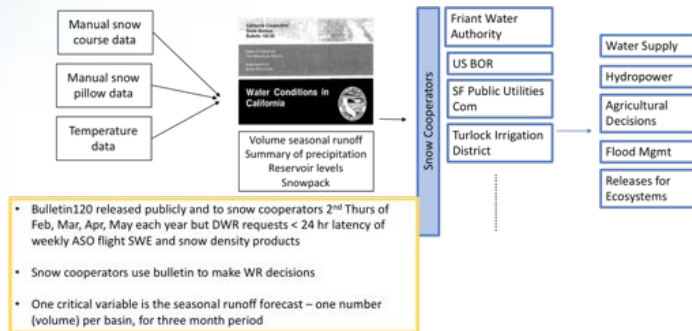 Manual snow
course data
Manual snow
pillow data
Temperature
data
Water Conditions in
California
Volume seasonal runoff
Summary of precipitation
Reservoir levels
Snowpack
Snow Cooperators
Friant Water
Authority
US BOR
SF Public Utilities
Com
Turlock Irrigation
District
Water Supply
Hydropower
Agricultural
Decisions
Flood Mgmt
Releases for
Ecosystems
• Bulletin120 released publicly and to snow cooperators 2nd Thurs of
Feb, Mar, Apr, May each year but DWR requests < 24 hr latency of
weekly ASO flight SWE and snow density products
• Snow cooperators use bulletin to make WR decisions
• One critical variable is the seasonal runoff forecast – one number
(volume) per basin, for three month period